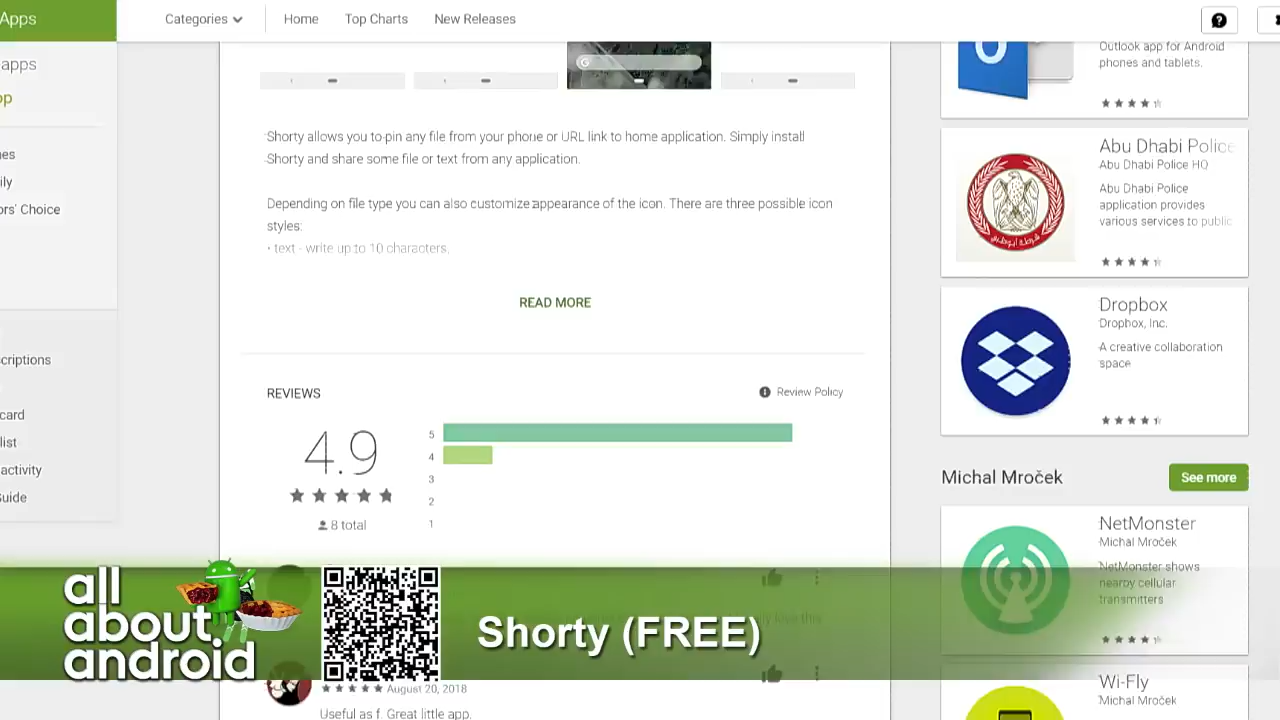 Apps
Categories
Home
Top Charts
New Releases
apps
Shorty allows you to pin any file from your phone or URL link to home application. Simply install
Shorty and share some file or text from any application.
Depending on file type you can also customize appearance of the icon. There are three possible icon
styles:
• text - write up to 10 characters,
READ MORE
REVIEWS
Review Policy
4.9
8 total
5
4
3
2
1
ors' Choice
criptions
card
list
activity
Guide
Outlook app for Android
phones and tablets.
Abu Dhabi Police
Abu Dhabi Police HQ
Abu Dhabi Police
application provides
various services to public
Dropbox
Dropbox, Inc.
A creative collaboration
space
Michal Mroček
See more
NetMonster
Michal Mroček
NetMonster shows
nearby cellular
transmitters
Wi-Fly
Michal Mroček
all
about
android
Shorty (FREE)
love this
August 20, 2018
Useful as f. Great little app.